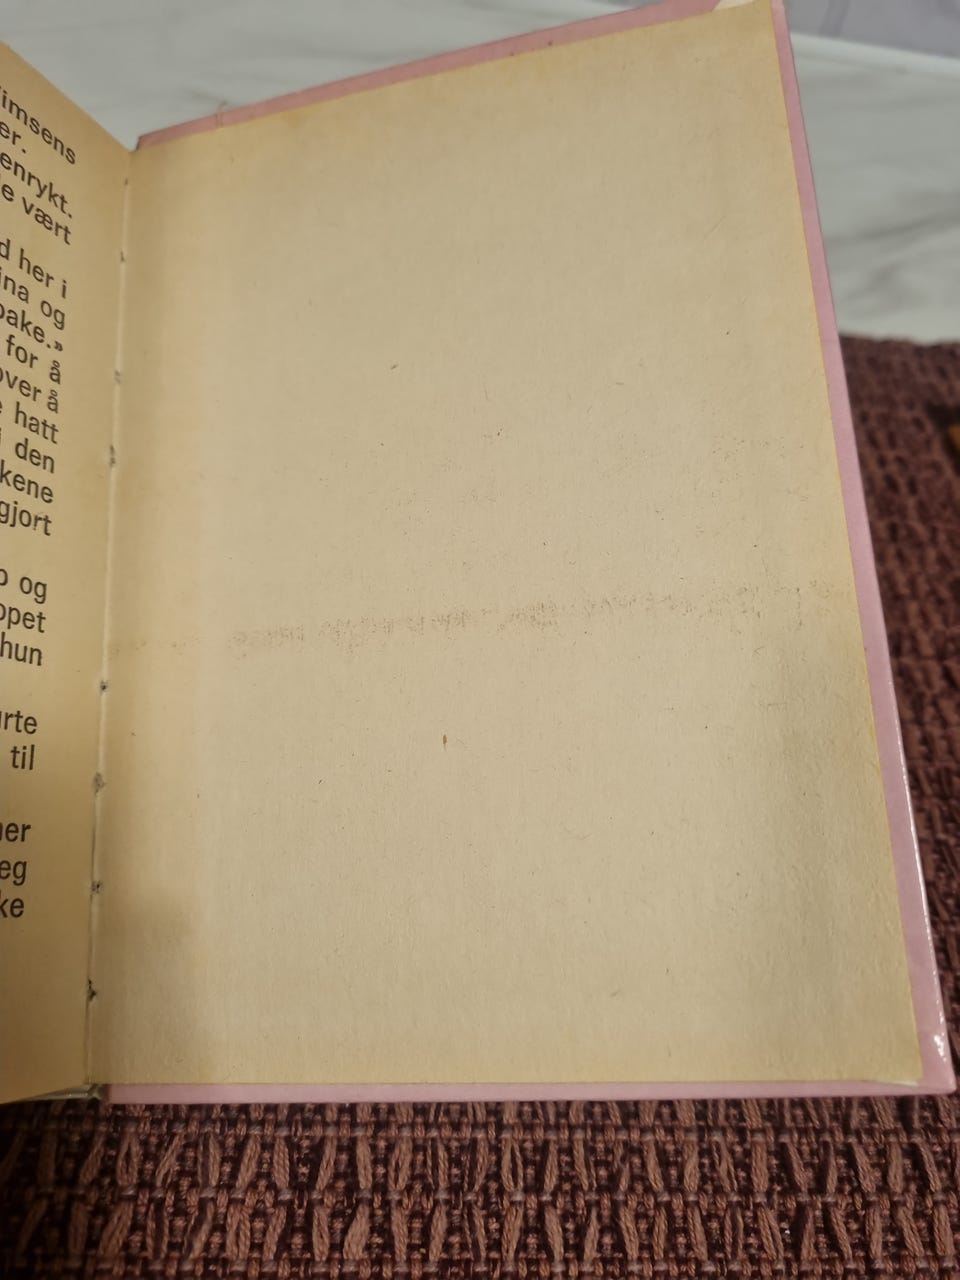 imsens
er.
enrykt.
e vært
d her i
ina og
bake.»
for å
over å
e hatt
i den
kene
gjort
o og
ppet
hun
urte
til
ner
eg
ke